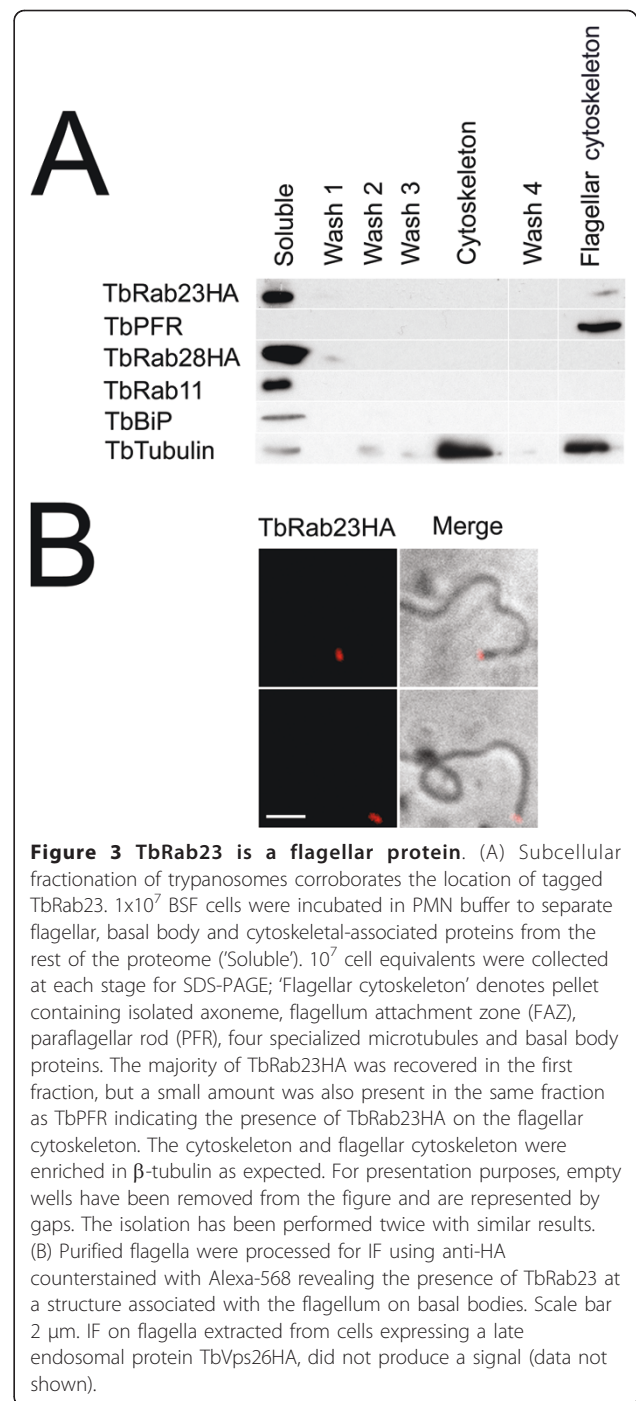 A
Soluble
Wash 1
Wash 2
Wash 3
Cytoskeleton
Wash 4
Flagellar cytoskeleton
TbRab23HA
TbPFR
TbRab28HA
TbRab11
TbBiP
TbTubulin
B
TbRab23HA Merge
Figure 3 TbRab23 is a flagellar protein. (A) Subcellular
fractionation of trypanosomes corroborates the location of tagged
TbRab23. 1x10⁷ BSF cells were incubated in PMN buffer to separate
flagellar, basal body and cytoskeletal-associated proteins from the
rest of the proteome ('Soluble'). 10⁷ cell equivalents were collected
at each stage for SDS-PAGE; 'Flagellar cytoskeleton' denotes pellet
containing isolated axoneme, flagellum attachment zone (FAZ),
paraflagellar rod (PFR), four specialized microtubules and basal body
proteins. The majority of TbRab23HA was recovered in the first
fraction, but a small amount was also present in the same fraction
as TbPFR indicating the presence of TbRab23HA on the flagellar
cytoskeleton. The cytoskeleton and flagellar cytoskeleton were
enriched in β-tubulin as expected. For presentation purposes, empty
wells have been removed from the figure and are represented by
gaps. The isolation has been performed twice with similar results.
(B) Purified flagella were processed for IF using anti-HA
counterstained with Alexa-568 revealing the presence of TbRab23 at
a structure associated with the flagellum on basal bodies. Scale bar
2 μm. IF on flagella extracted from cells expressing a late
endosomal protein TbVps26HA, did not produce a signal (data not
shown).